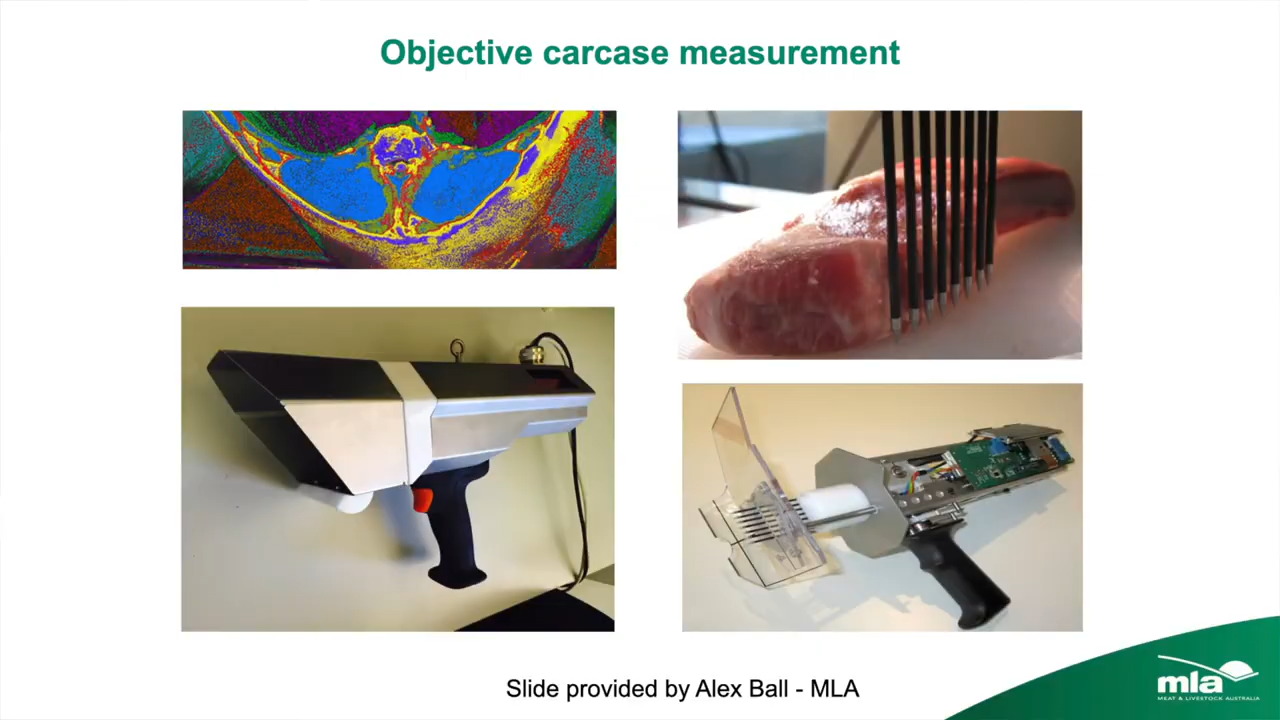 Objective carcase measurement
Slide provided by Alex Ball - MLA
mla
MEAT & LIVESTOCK AUSTRALIA